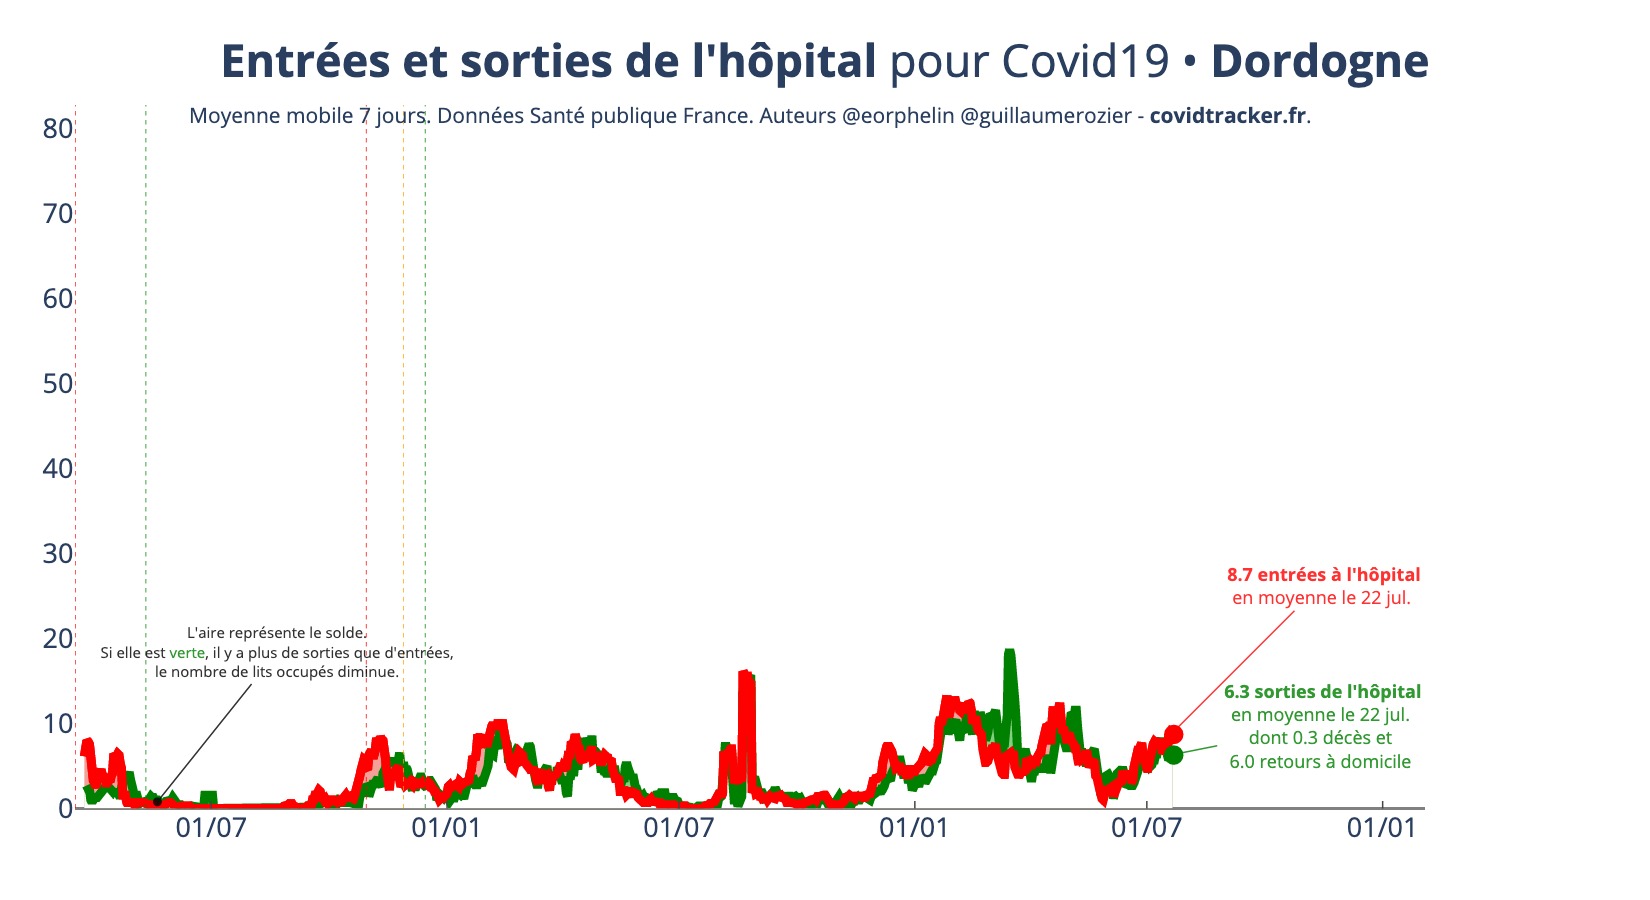 Entrées et sorties de l'hôpital pour Covid19 • Dordogne
Moyenne mobile 7 jours. Données Santé publique France. Auteurs @eorphelin @guillaumerozier - covidtracker.fr.
80
70
60
50
40
30
20
10
0
L'aire représente le solde.
Si elle est verte, il y a plus de sorties que d'entrées,
le nombre de lits occupés diminue.
8.7 entrées à l'hôpital
en moyenne le 22 jul.
6.3 sorties de l'hôpital
en moyenne le 22 jul.
dont 0.3 décès et
6.0 retours à domicile
01/07
01/01
01/07
01/01
01/07
01/01